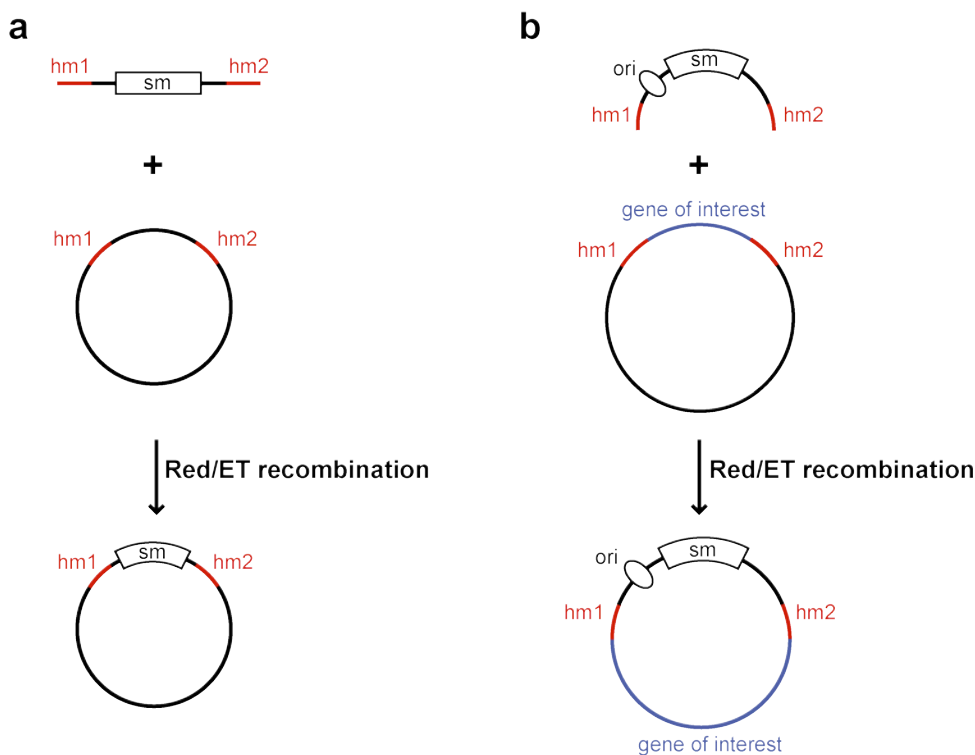 a
hm1
hm2
sm
+
hm1
hm2
Red/ET recombination
hm1
sm
hm2
b
ori
sm
hm1
hm2
+
gene of interest
hm1
hm2
Red/ET recombination
ori
sm
hm1
hm2
gene of interest